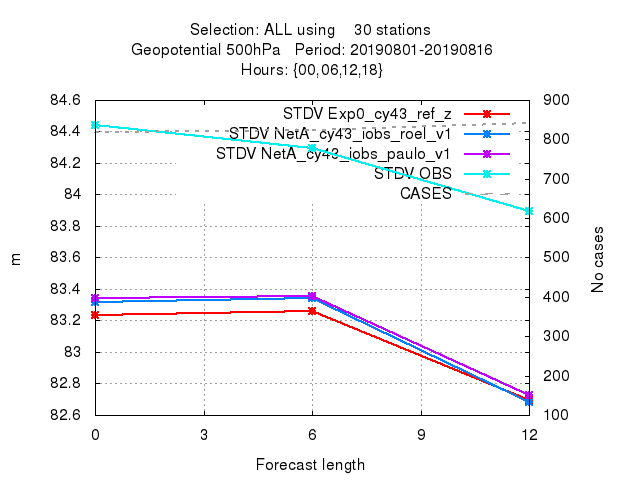 Selection: ALL using    30 stations
Geopotential 500hPa   Period: 20190801-20190816
Hours: {00,06,12,18}
84.6
84.4
84.2
84
83.8
83.6
83.4
83.2
83
82.8
82.6
m
STDV Exp0_cy43_ref_z
STDV NetA_cy43_iobs_roel_v1
STDV NetA_cy43_iobs_paulo_v1
STDV OBS
CASES
900
800
700
600
500
400
300
200
100
No cases
0 3 6 9 12
Forecast length